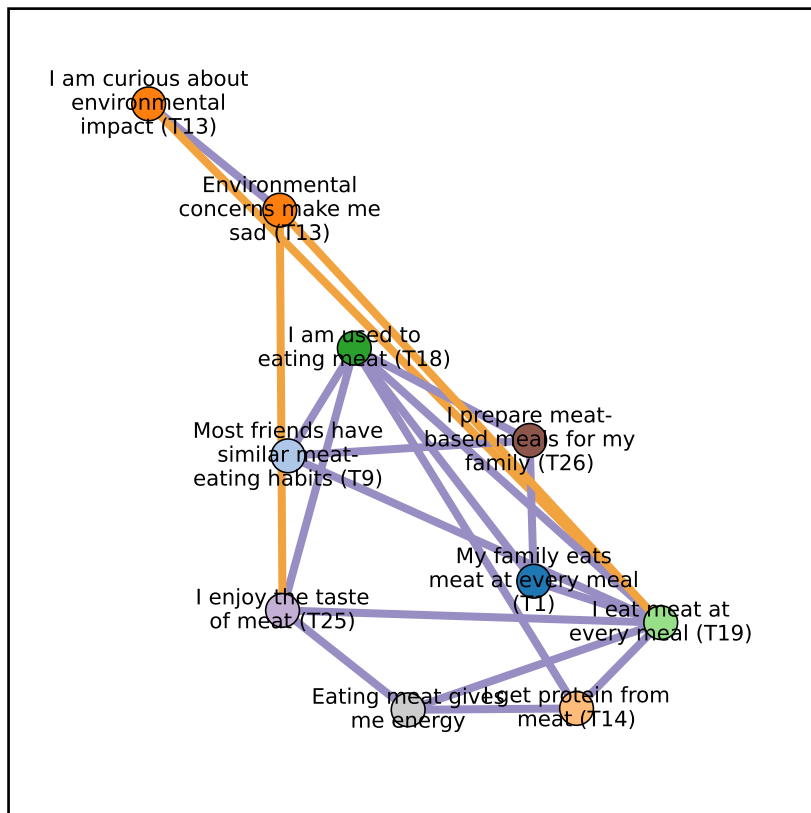 I am curious about
environmental
impact (T13)
Environmental
concerns make me
sad (T13)
I am used to
eating meat (T18)
I prepare meat-
based meals for my
family (T26)
Most friends have
similar meat-
eating habits (T9)
My family eats
meat at every meal
(T1)
I enjoy the taste
of meat (T25)
I eat meat at
every meal (T19)
Eating meat gives
me energy
I get protein from
meat (T14)